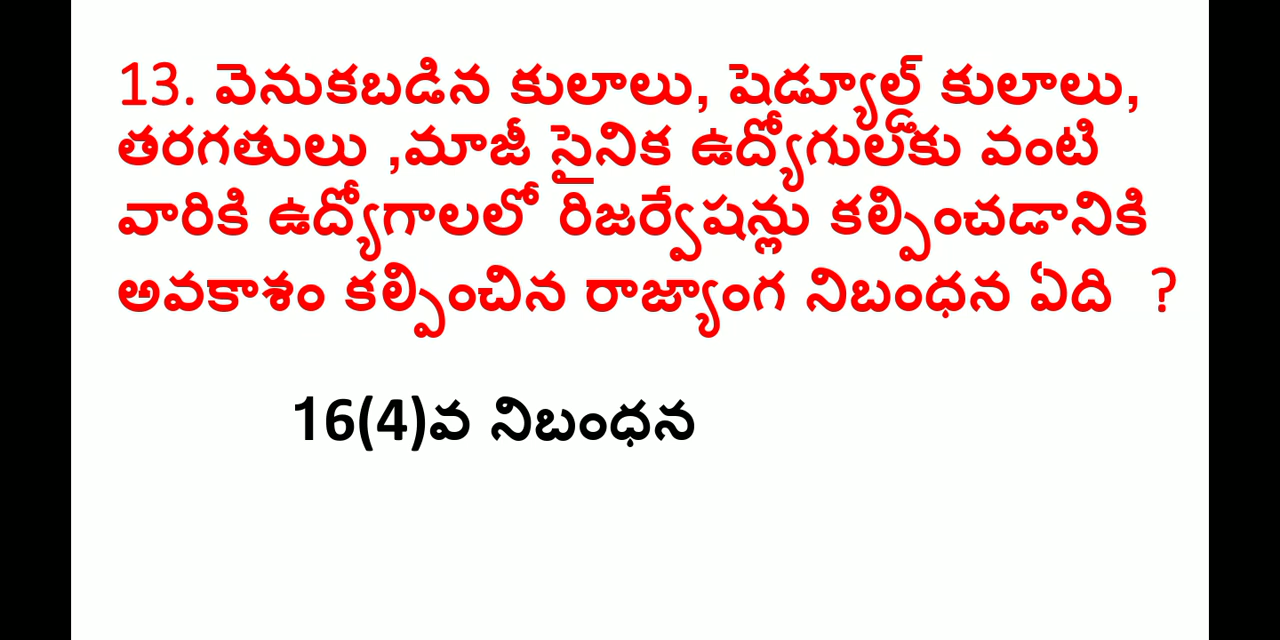 13. వెనుకబడిన కులాలు, షెడ్యూల్డ్ కులాలు,
తరగతులు ,మాజీ సైనిక ఉద్యోగులకు వంటి
వారికి ఉద్యోగాలలో రిజర్వేషన్లు కల్పించడానికి
అవకాశం కల్పించిన రాజ్యాంగ నిబంధన ఏది ?
16(4)వ నిబంధన